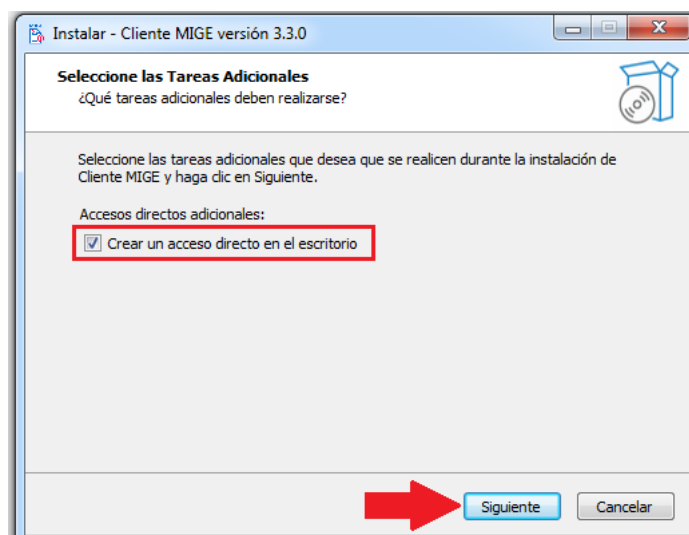 Instalar - Cliente MIGE versión 3.3.0
Seleccione las Tareas Adicionales
¿Qué tareas adicionales deben realizarse?
Seleccione las tareas adicionales que desea que se realicen durante la instalación de
Cliente MIGE y haga clic en Siguiente.
Accesos directos adicionales:
Crear un acceso directo en el escritorio
Siguiente
Cancelar